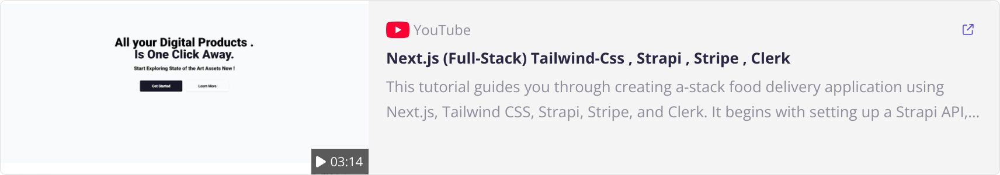 All your Digital Products .
Is One Click Away.
Start Exploring State of the Art Assets Now !
Get Started
Learn More
03:14
YouTube
Next.js (Full-Stack) Tailwind-Css , Strapi , Stripe , Clerk
This tutorial guides you through creating a-stack food delivery application using
Next.js, Tailwind CSS, Strapi, Stripe, and Clerk. It begins with setting up a Strapi API,...